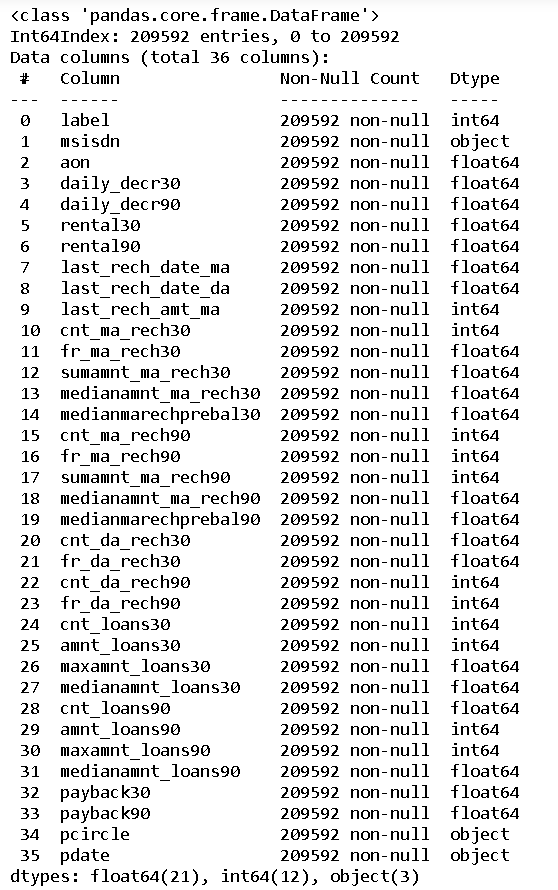 <class 'pandas.core.frame.DataFrame'>
Int64Index: 209592 entries, 0 to 209592
Data columns (total 36 columns):
 #   Column                Non-Null Count   Dtype
---  ------                --------------   -----
 0   label                 209592 non-null  int64
 1   msisdn                209592 non-null  object
 2   aon                   209592 non-null  float64
 3   daily_decr30          209592 non-null  float64
 4   daily_decr90          209592 non-null  float64
 5   rental30              209592 non-null  float64
 6   rental90              209592 non-null  float64
 7   last_rech_date_ma     209592 non-null  float64
 8   last_rech_date_da     209592 non-null  float64
 9   last_rech_amt_ma      209592 non-null  int64
 10  cnt_ma_rech30         209592 non-null  int64
 11  fr_ma_rech30          209592 non-null  float64
 12  sumamnt_ma_rech30     209592 non-null  float64
 13  medianamnt_ma_rech30  209592 non-null  float64
 14  medianmarechprebal30  209592 non-null  float64
 15  cnt_ma_rech90         209592 non-null  int64
 16  fr_ma_rech90          209592 non-null  int64
 17  sumamnt_ma_rech90     209592 non-null  int64
 18  medianamnt_ma_rech90  209592 non-null  float64
 19  medianmarechprebal90  209592 non-null  float64
 20  cnt_da_rech30         209592 non-null  float64
 21  fr_da_rech30          209592 non-null  float64
 22  cnt_da_rech90         209592 non-null  int64
 23  fr_da_rech90          209592 non-null  int64
 24  cnt_loans30           209592 non-null  int64
 25  amnt_loans30          209592 non-null  int64
 26  maxamnt_loans30       209592 non-null  float64
 27  medianamnt_loans30    209592 non-null  float64
 28  cnt_loans90           209592 non-null  float64
 29  amnt_loans90          209592 non-null  int64
 30  maxamnt_loans90       209592 non-null  int64
 31  medianamnt_loans90    209592 non-null  float64
 32  payback30             209592 non-null  float64
 33  payback90             209592 non-null  float64
 34  pcircle               209592 non-null  object
 35  pdate                 209592 non-null  object
dtypes: float64(21), int64(12), object(3)